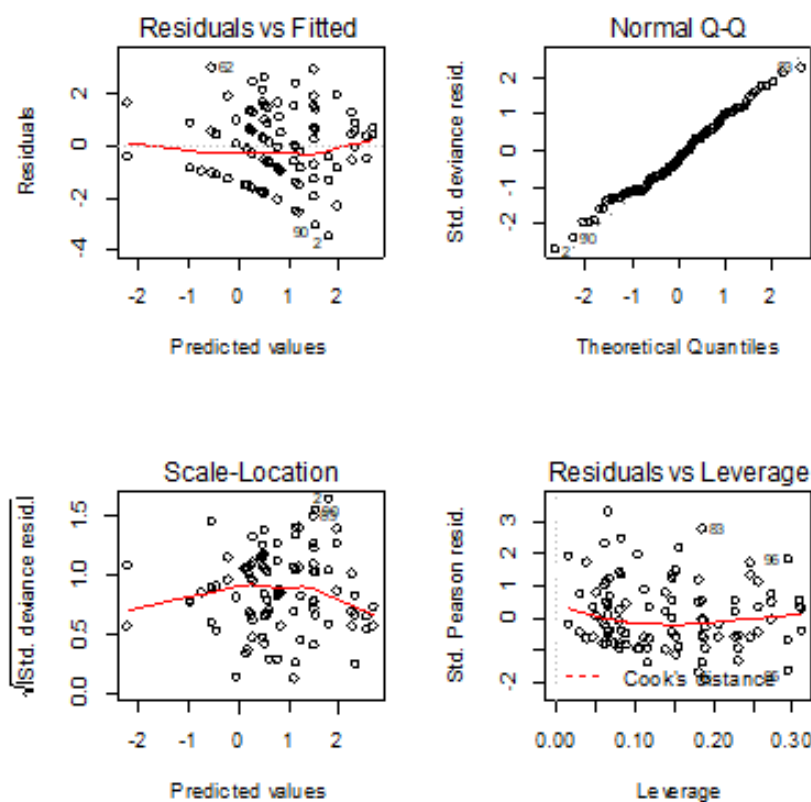 Residuals vs Fitted
Residuals
2
0
-2
-4
62
90
2
-2 -1 0 1 2
Predicted values
Normal Q-Q
Std. deviance resid.
2
1
0
-1
-2
83
90
2
-2 -1 0 1 2
Theoretical Quantiles
Scale-Location
√|Std. deviance resid.|
1.5
1.0
0.5
0.0
2
-2 -1 0 1 2
Predicted values
Residuals vs Leverage
Std. Pearson resid.
3
2
1
0
-2
83
96
Cook's distance
0.00 0.10 0.20 0.30
Leverage